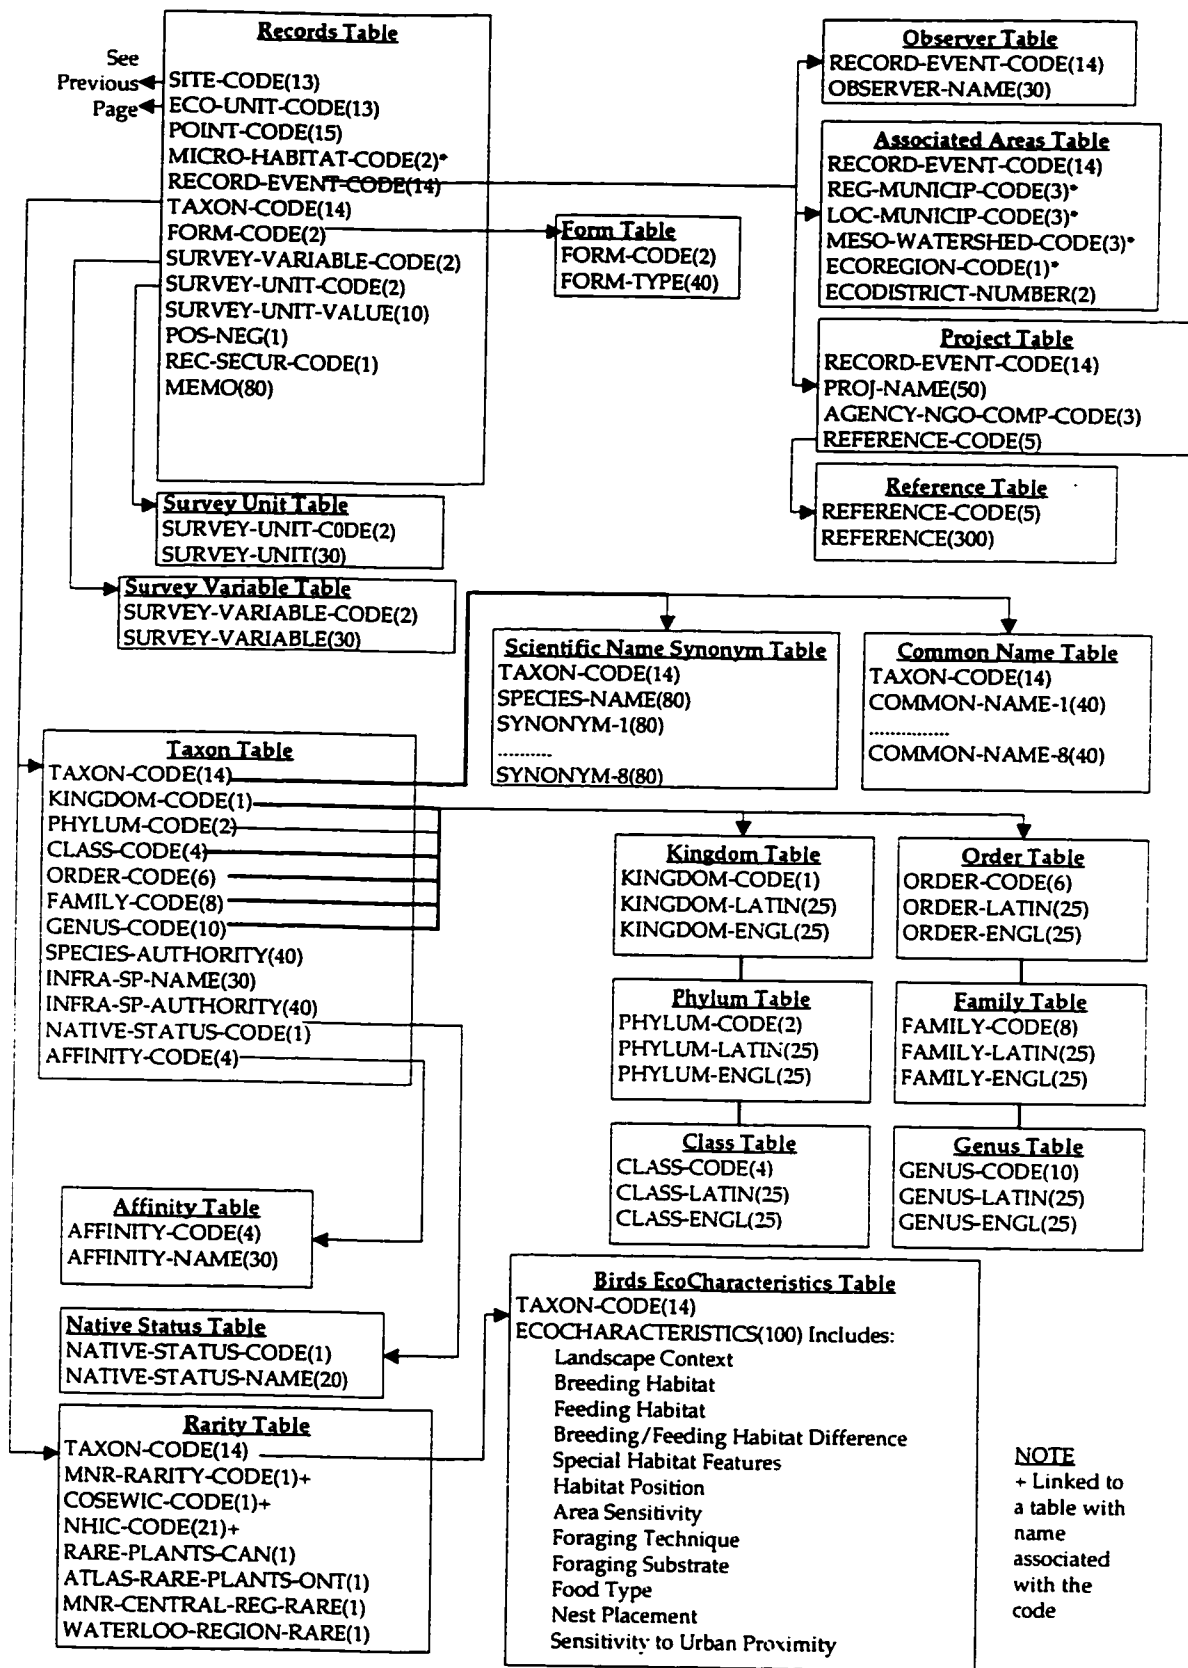 Records Table
See
Previous
Page
SITE-CODE(13)
ECO-UNIT-CODE(13)
POINT-CODE(15)
MICRO-HABITAT-CODE(2)*
RECORD-EVENT-CODE(14)
TAXON-CODE(14)
FORM-CODE(2)
SURVEY-VARIABLE-CODE(2)
SURVEY-UNIT-CODE(2)
SURVEY-UNIT-VALUE(10)
POS-NEG(1)
REC-SECUR-CODE(1)
MEMO(80)
Observer Table
RECORD-EVENT-CODE(14)
OBSERVER-NAME(30)
Associated Areas Table
RECORD-EVENT-CODE(14)
REG-MUNICIP-CODE(3)*
LOC-MUNICIP-CODE(3)*
MESO-WATERSHED-CODE(3)*
ECOREGION-CODE(1)*
ECODISTRICT-NUMBER(2)
Form Table
FORM-CODE(2)
FORM-TYPE(40)
Project Table
RECORD-EVENT-CODE(14)
PROJ-NAME(50)
AGENCY-NGO-COMP-CODE(3)
REFERENCE-CODE(5)
Reference Table
REFERENCE-CODE(5)
REFERENCE(300)
Survey Unit Table
SURVEY-UNIT-C0DE(2)
SURVEY-UNIT(30)
Survey Variable Table
SURVEY-VARIABLE-CODE(2)
SURVEY-VARIABLE(30)
Scientific Name Synonym Table
TAXON-CODE(14)
SPECIES-NAME(80)
SYNONYM-1(80)
..........
SYNONYM-8(80)
Common Name Table
TAXON-CODE(14)
COMMON-NAME-1(40)
...............
COMMON-NAME-8(40)
Taxon Table
TAXON-CODE(14)
KINGDOM-CODE(1)
PHYLUM-CODE(2)
CLASS-CODE(4)
ORDER-CODE(6)
FAMILY-CODE(8)
GENUS-CODE(10)
SPECIES-AUTHORITY(40)
INFRA-SP-NAME(30)
INFRA-SP-AUTHORITY(40)
NATIVE-STATUS-CODE(1)
AFFINITY-CODE(4)
Kingdom Table
KINGDOM-CODE(1)
KINGDOM-LATIN(25)
KINGDOM-ENGL(25)
Order Table
ORDER-CODE(6)
ORDER-LATIN(25)
ORDER-ENGL(25)
Phylum Table
PHYLUM-CODE(2)
PHYLUM-LATIN(25)
PHYLUM-ENGL(25)
Family Table
FAMILY-CODE(8)
FAMILY-LATIN(25)
FAMILY-ENGL(25)
Class Table
CLASS-CODE(4)
CLASS-LATIN(25)
CLASS-ENGL(25)
Genus Table
GENUS-CODE(10)
GENUS-LATIN(25)
GENUS-ENGL(25)
Affinity Table
AFFINITY-CODE(4)
AFFINITY-NAME(30)
Native Status Table
NATIVE-STATUS-CODE(1)
NATIVE-STATUS-NAME(20)
Rarity Table
TAXON-CODE(14)
MNR-RARITY-CODE(1)+
COSEWIC-CODE(1)+
NHIC-CODE(21)+
RARE-PLANTS-CAN(1)
ATLAS-RARE-PLANTS-ONT(1)
MNR-CENTRAL-REG-RARE(1)
WATERLOO-REGION-RARE(1)
Birds EcoCharacteristics Table
TAXON-CODE(14)
ECOCHARACTERISTICS(100) Includes:
Landscape Context
Breeding Habitat
Feeding Habitat
Breeding/Feeding Habitat Difference
Special Habitat Features
Habitat Position
Area Sensitivity
Foraging Technique
Foraging Substrate
Food Type
Nest Placement
Sensitivity to Urban Proximity
NOTE
+ Linked to
a table with
name
associated
with the
code